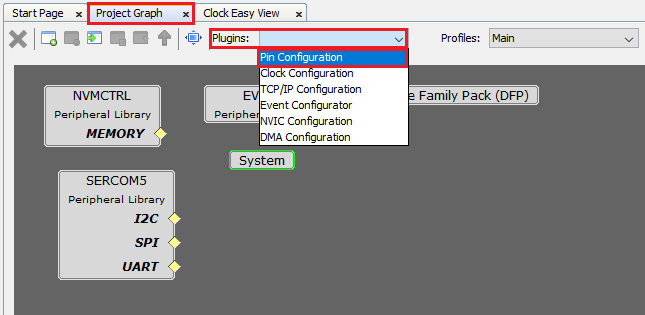 Start Page x Project Graph x Clock Easy View x
Plugins: Profiles: Main
Pin Configuration
Clock Configuration
TCP/IP Configuration
Event Configurator
NVIC Configuration
DMA Configuration
NVMCTRL
Peripheral Library
MEMORY
EV
Periphe
e Family Pack (DFP)
System
SERCOM5
Peripheral Library
I2C
SPI
UART